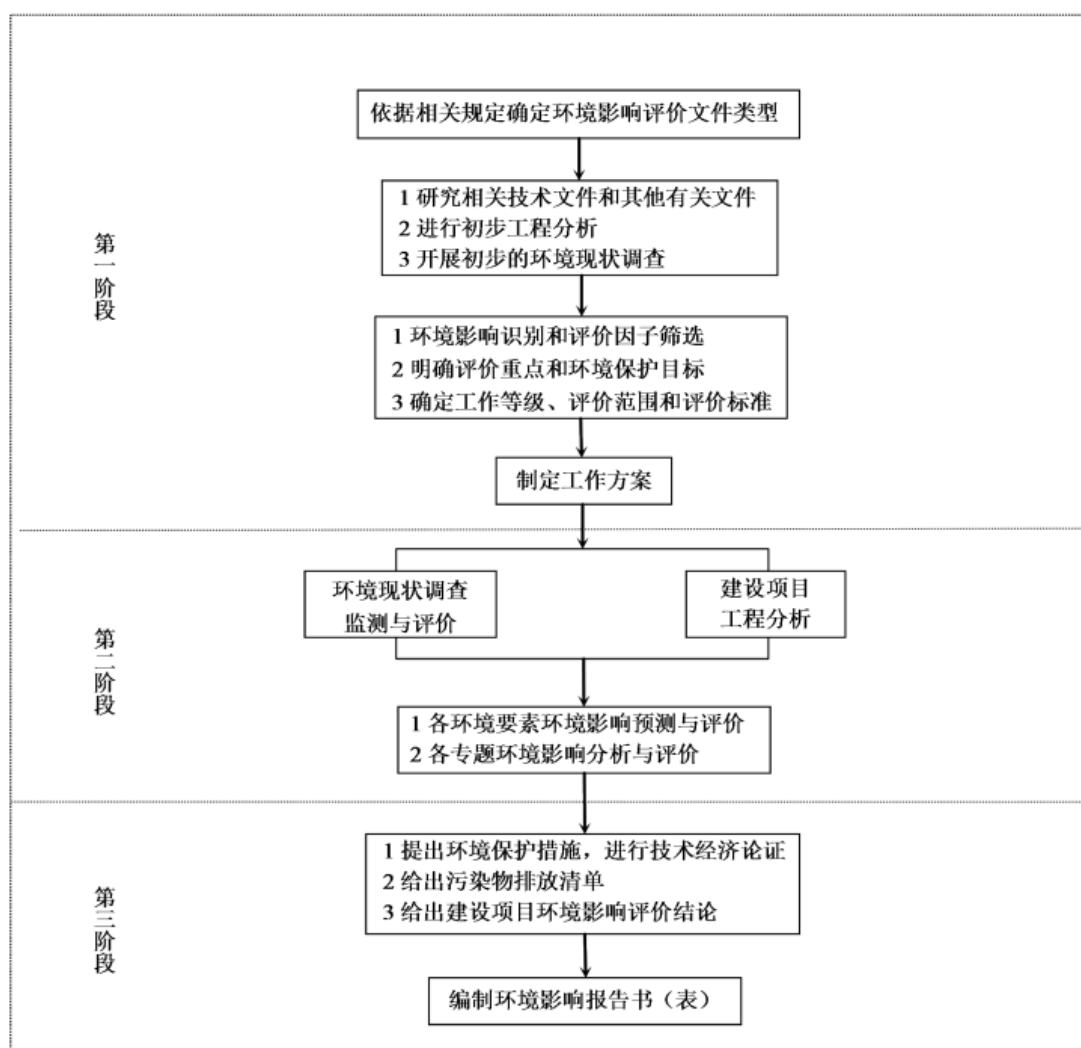 依据相关规定确定环境影响评价文件类型
1 研究相关技术文件和其他有关文件
2 进行初步工程分析
3 开展初步的环境现状调查
第一阶段
1 环境影响识别和评价因子筛选
2 明确评价重点和环境保护目标
3 确定工作等级、评价范围和评价标准
制定工作方案
环境现状调查
监测与评价
建设项目
工程分析
第二阶段
1 各环境要素环境影响预测与评价
2 各专题环境影响分析与评价
1 提出环境保护措施，进行技术经济论证
2 给出污染物排放清单
3 给出建设项目环境影响评价结论
第三阶段
编制环境影响报告书（表）